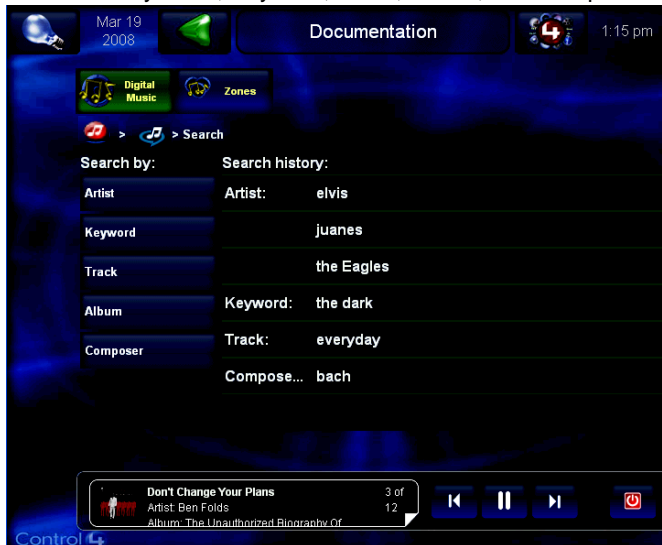 Mar 19
2008
Documentation
4
1:15 pm
Digital
Music
Zones
> > Search
Search by:
Search history:
Artist
Artist: elvis
Keyword
juanes
Track
the Eagles
Album
Keyword: the dark
Composer
Track: everyday
Compose... bach
Don't Change Your Plans
3 of
Artist: Ben Folds
12
Album: The Unauthorized Biography Of
Control4